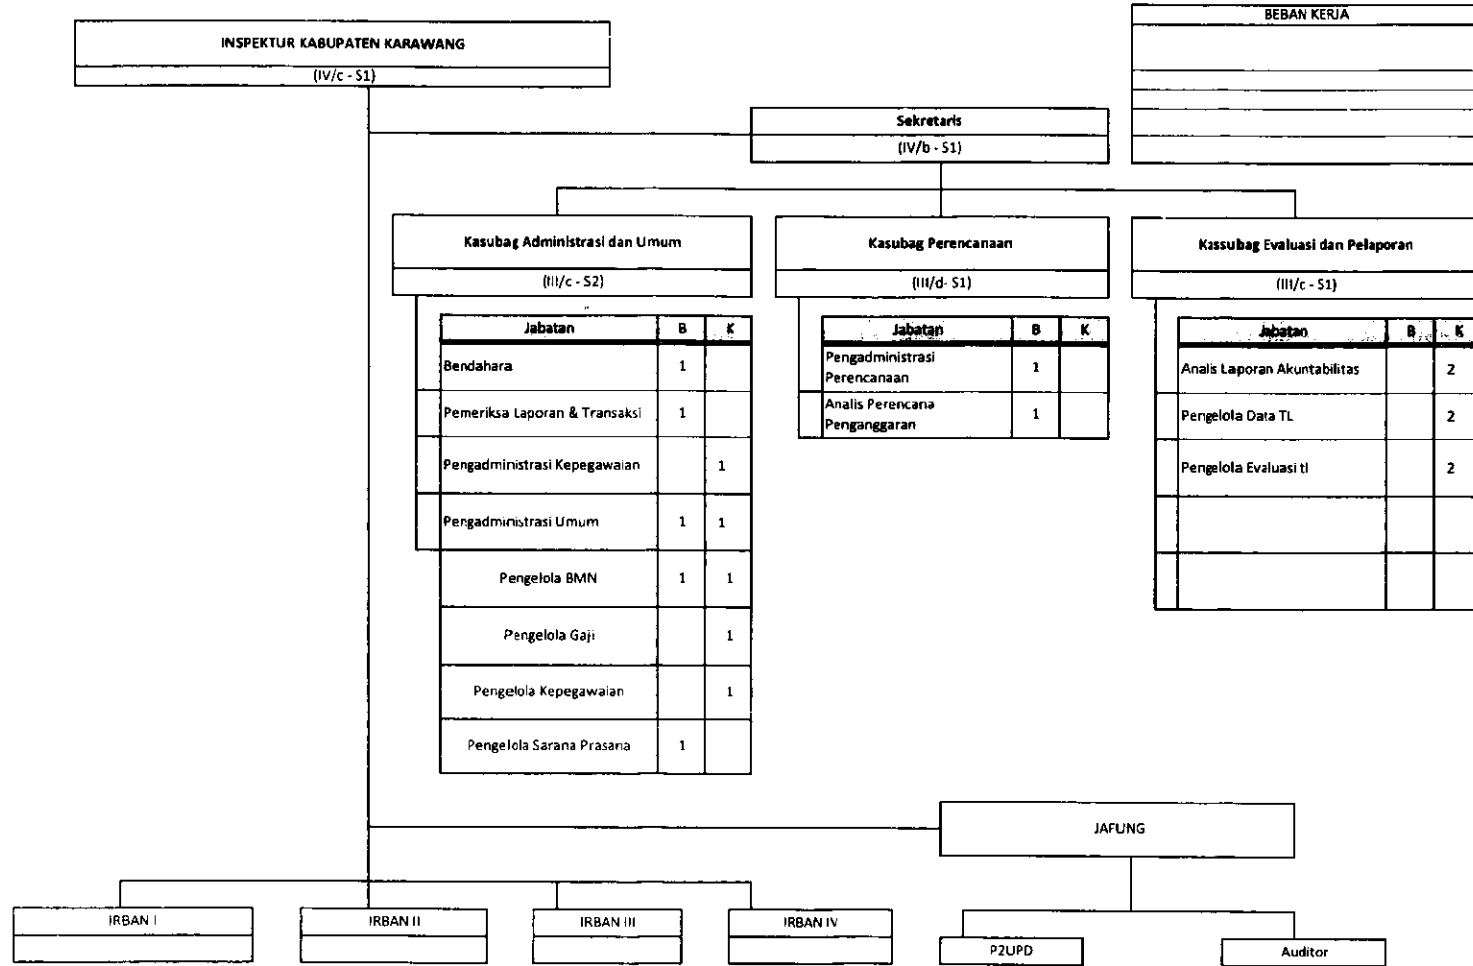 BEBAN KERJA
INSPEKTUR KABUPATEN KARAWANG
(IV/c - S1)
Sekretaris
(IV/b - S1)
Kasubag Administrasi dan Umum
(III/c - S2)
Jabatan B K
Bendahara 1
Pemeriksa Laporan & Transaksi 1
Pengadministrasi Kepegawaian 1
Pengadministrasi Umum 1 1
Pengelola BMN 1 1
Pengelola Gaji 1
Pengelola Kepegawaian 1
Pengelola Sarana Prasana 1
Kasubag Perencanaan
(III/d- S1)
Jabatan B K
Pengadministrasi
Perencanaan 1
Analis Perencana
Penganggaran 1
Kassubag Evaluasi dan Pelaporan
(III/c - S1)
Jabatan B K
Analis Laporan Akuntabilitas 2
Pengelola Data TL 2
Pengelola Evaluasi tl 2
JAFUNG
IRBAN I
IRBAN II
IRBAN III
IRBAN IV
P2UPD
Auditor